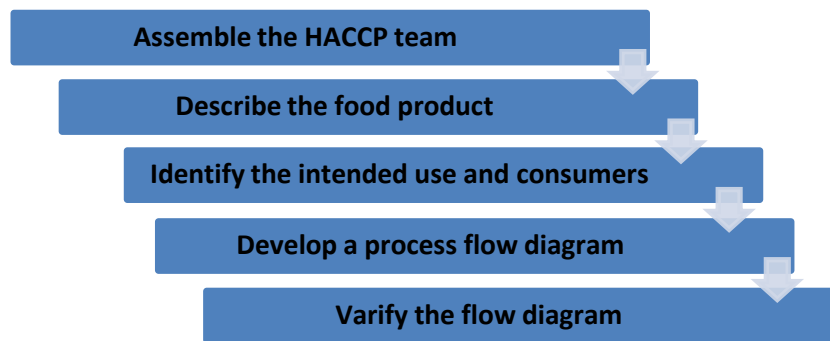 Assemble the HACCP team
Describe the food product
Identify the intended use and consumers
Develop a process flow diagram
Varify the flow diagram